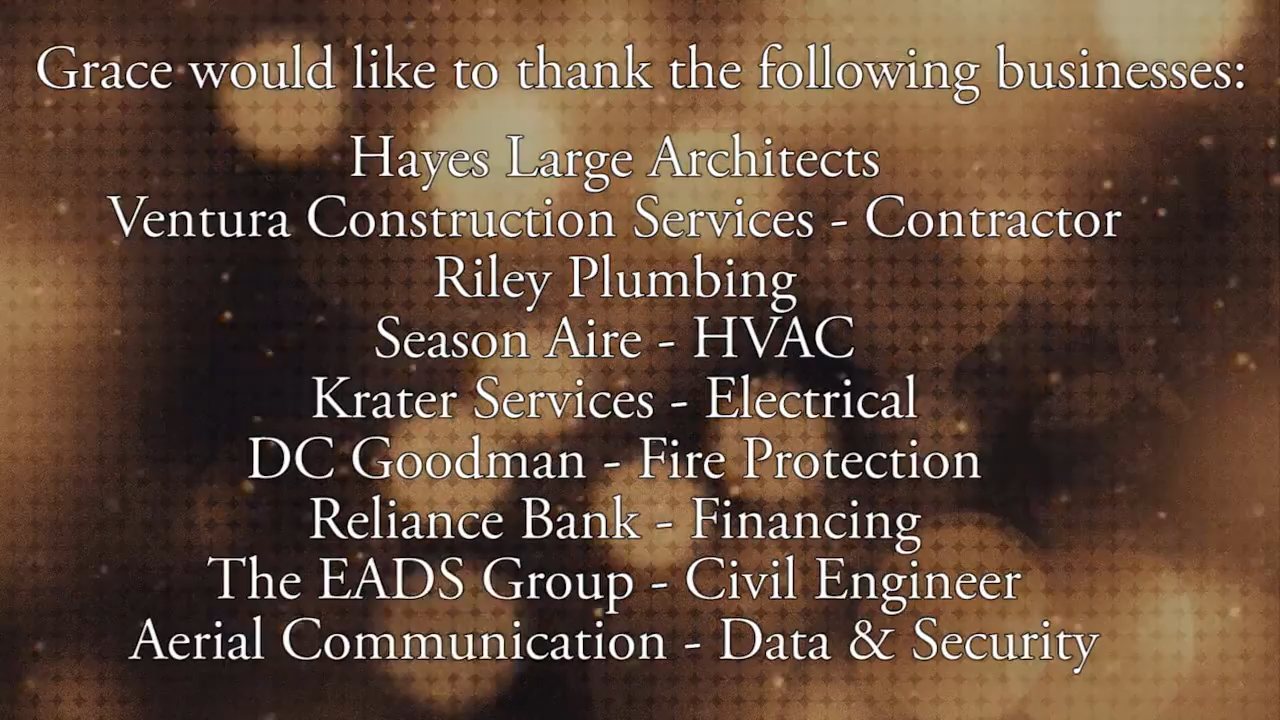 Grace would like to thank the following businesses:
Hayes Large Architects
Ventura Construction Services - Contractor
Riley Plumbing
Season Aire - HVAC
Krater Services - Electrical
DC Goodman - Fire Protection
Reliance Bank - Financing
The EADS Group - Civil Engineer
Aerial Communication - Data & Security